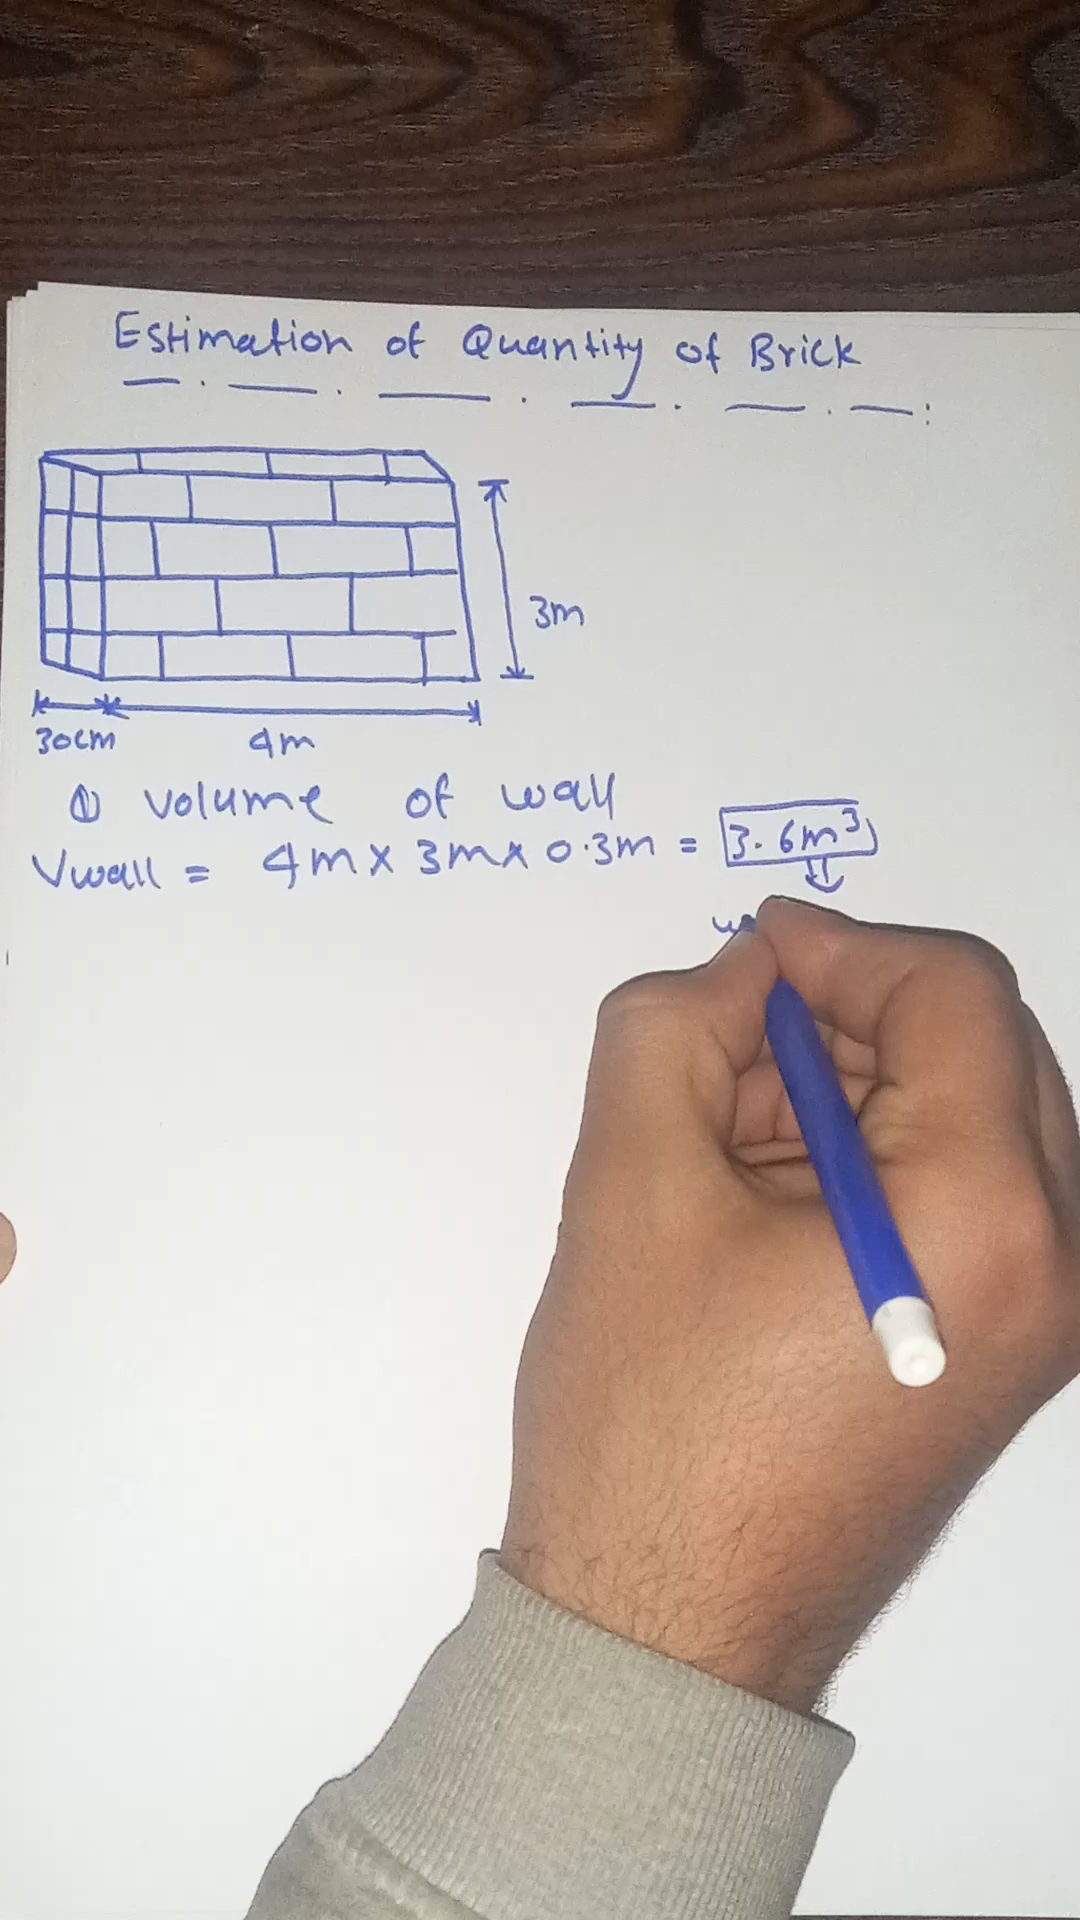 Estimation of Quantity of Brick
3m
30cm 4m
① volume of wall
Vwall = 4m x 3m x 0.3m = 3.6m³